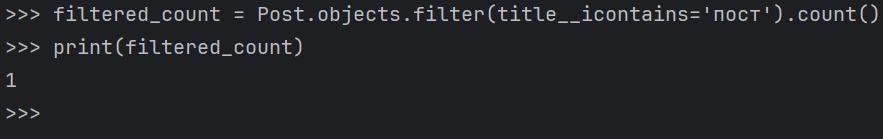 >>> filtered_count = Post.objects.filter(title__icontains='пост').count()
>>> print(filtered_count)
1
>>>